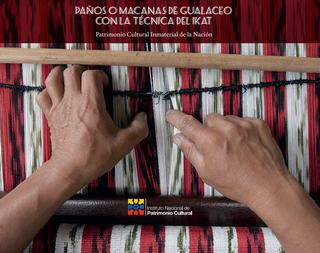 PAÑOS O MACANAS DE GUALACEO
CON LA TÉCNICA DEL IKAT
Patrimonio Cultural Inmaterial de la Nación
Instituto Nacional de
Patrimonio Cultural